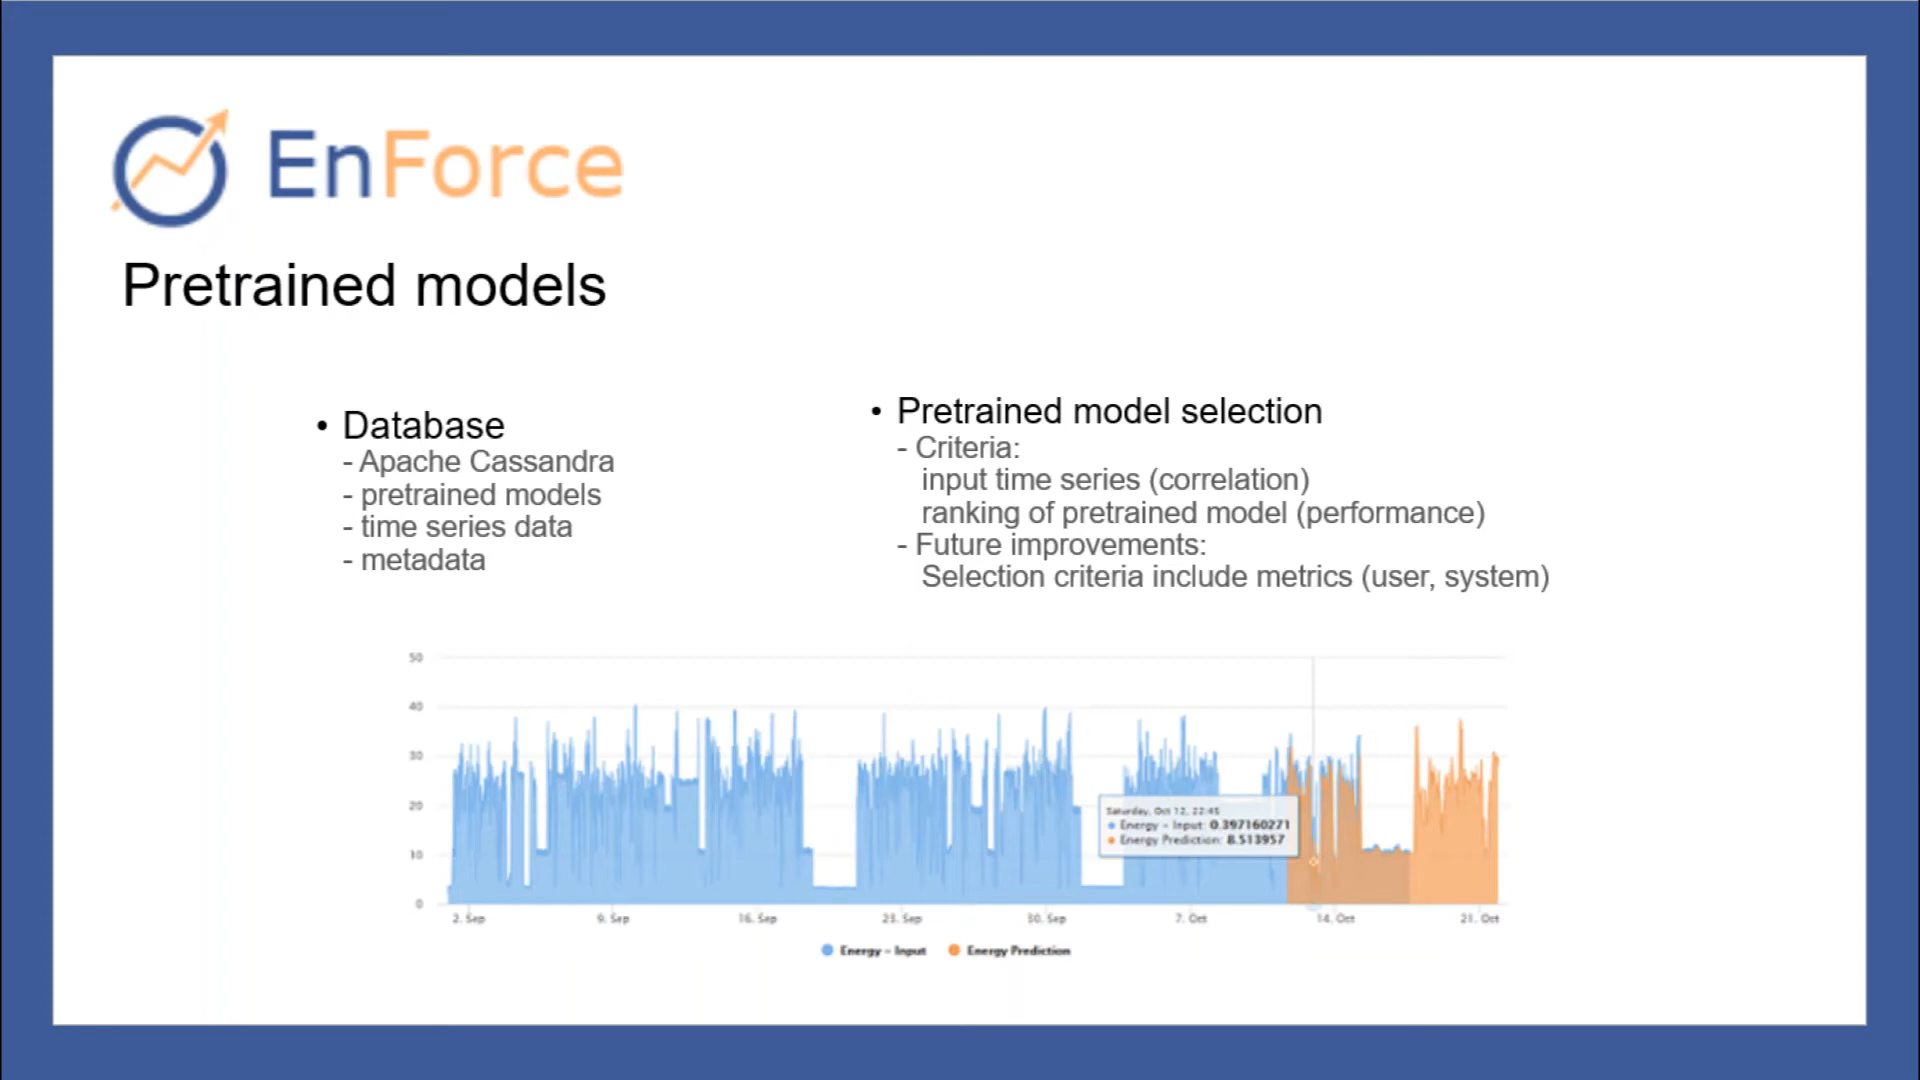 EnForce
Pretrained models
• Database
- Apache Cassandra
- pretrained models
- time series data
- metadata
• Pretrained model selection
- Criteria:
input time series (correlation)
ranking of pretrained model (performance)
- Future improvements:
Selection criteria include metrics (user, system)
50
40
30
20
10
0
Saturday, Oct 12, 22:45
Energy - Input: 0.397160271
Energy Prediction: 8.513957
2. Sep 9. Sep 16. Sep 23. Sep 30. Sep 7. Oct 14. Oct 21. Oct
Energy - Input Energy Prediction